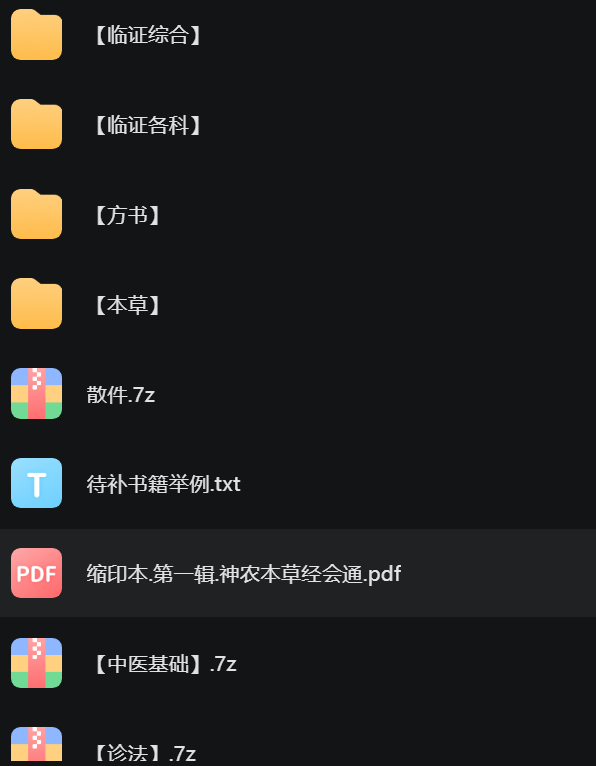 【临证综合】
【临证各科】
【方书】
【本草】
散件.7z
T
待补书籍举例.txt
PDF
缩印本.第一辑.神农本草经会通.pdf
【中医基础】.7z
【诊法】.7z